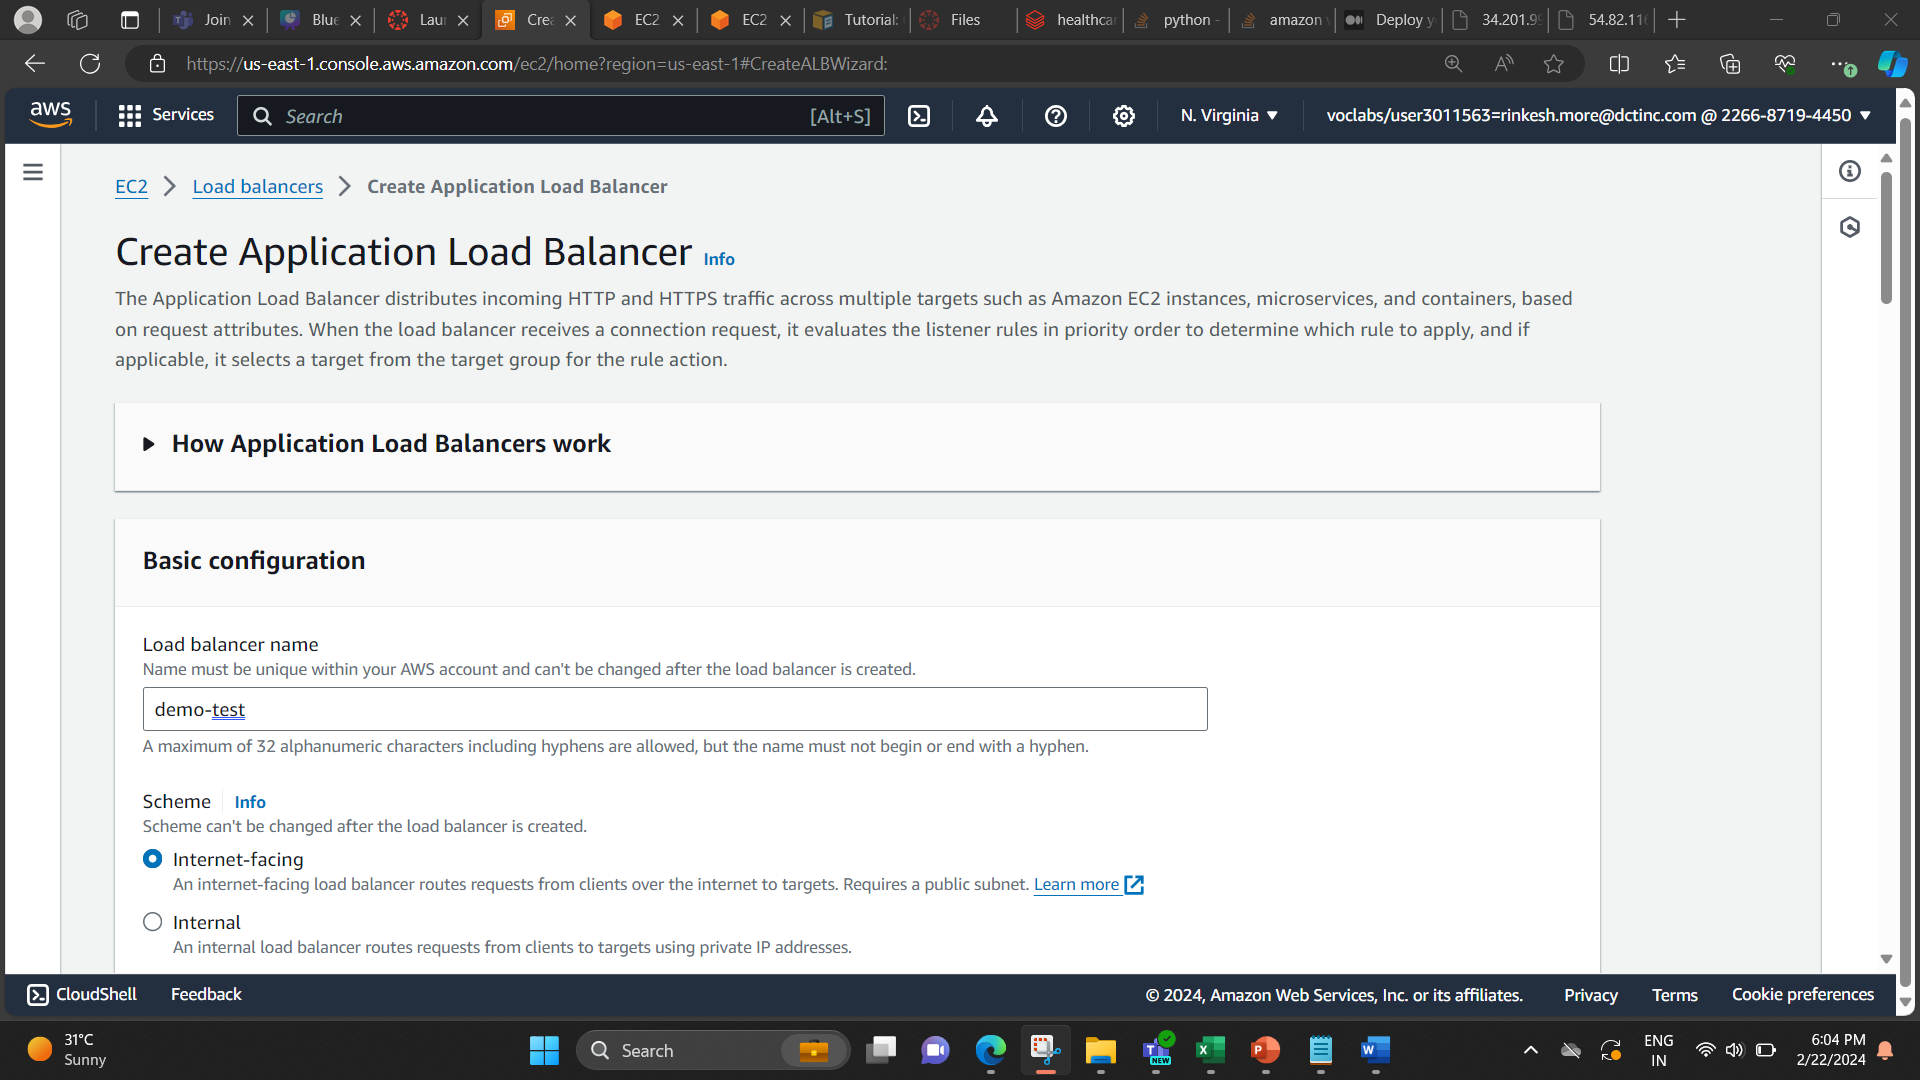 Join
Blue
Laun
Crea
EC2
EC2
Tutorial:
Files
healthcar
python -
amazon
Deploy y
34.201.9
54.82.116
https://us-east-1.console.aws.amazon.com/ec2/home?region=us-east-1#CreateALBWizard:
aws
Services
Search
[Alt+S]
N. Virginia
voclabs/user3011563=rinkesh.more@dctinc.com @ 2266-8719-4450
EC2
Load balancers
Create Application Load Balancer
Create Application Load Balancer Info
The Application Load Balancer distributes incoming HTTP and HTTPS traffic across multiple targets such as Amazon EC2 instances, microservices, and containers, based
on request attributes. When the load balancer receives a connection request, it evaluates the listener rules in priority order to determine which rule to apply, and if
applicable, it selects a target from the target group for the rule action.
How Application Load Balancers work
Basic configuration
Load balancer name
Name must be unique within your AWS account and can't be changed after the load balancer is created.
demo-test
A maximum of 32 alphanumeric characters including hyphens are allowed, but the name must not begin or end with a hyphen.
Scheme Info
Scheme can't be changed after the load balancer is created.
Internet-facing
An internet-facing load balancer routes requests from clients over the internet to targets. Requires a public subnet. Learn more
Internal
An internal load balancer routes requests from clients to targets using private IP addresses.
CloudShell
Feedback
© 2024, Amazon Web Services, Inc. or its affiliates.
Privacy
Terms
Cookie preferences
31°C
Sunny
Search
NEW
ENG
IN
6:04 PM
2/22/2024